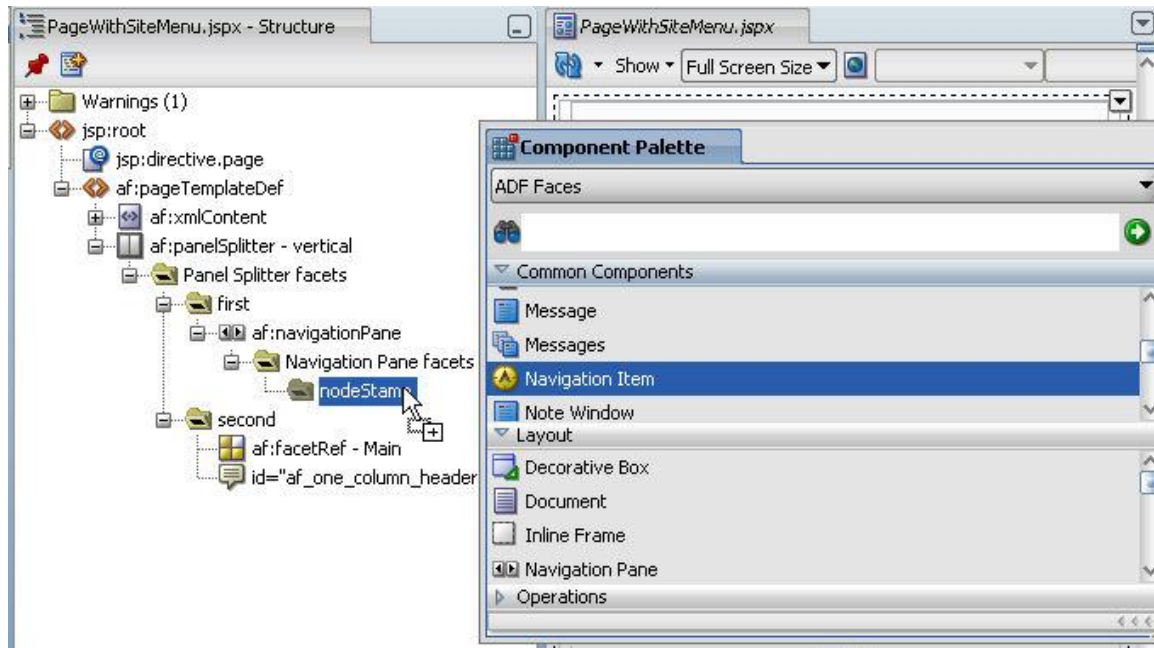 PageWithSiteMenu.jspx - Structure
Warnings (1)
jsp:root
jsp:directive.page
af:pageTemplateDef
af:xmlContent
af:panelSplitter - vertical
Panel Splitter facets
first
af:navigationPane
Navigation Pane facets
nodeStamp
second
af:facetRef - Main
id="af_one_column_header
PageWithSiteMenu.jspx
Show Full Screen Size
Component Palette
ADF Faces
Common Components
Message
Messages
Navigation Item
Note Window
Layout
Decorative Box
Document
Inline Frame
Navigation Pane
Operations